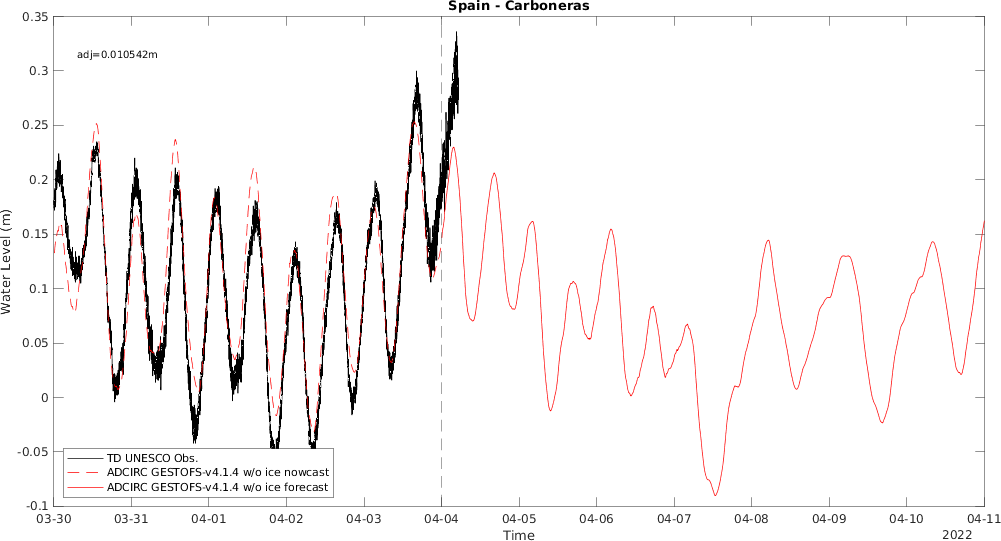 Spain - Carboneras
adj=0.010542m
0.35
0.3
0.25
0.2
0.15
0.1
0.05
0
-0.05
-0.1
Water Level (m)
TD UNESCO Obs.
ADCIRC GESTOFS-v4.1.4 w/o ice nowcast
ADCIRC GESTOFS-v4.1.4 w/o ice forecast
03-30 03-31 04-01 04-02 04-03 04-04 04-05 04-06 04-07 04-08 04-09 04-10 04-11
Time
2022